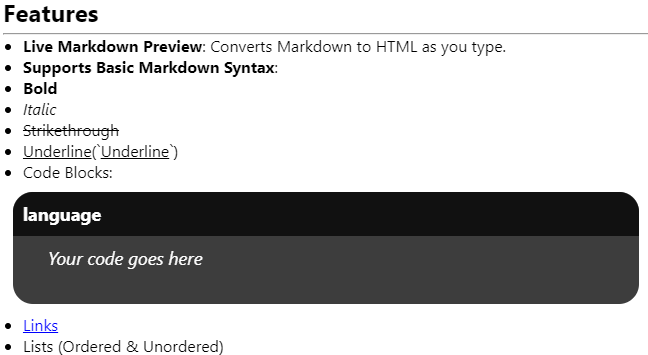 Features
Live Markdown Preview: Converts Markdown to HTML as you type.
Supports Basic Markdown Syntax:
Bold
Italic
Strikethrough
Underline(`Underline`)
Code Blocks:
language
Your code goes here
Links
Lists (Ordered & Unordered)